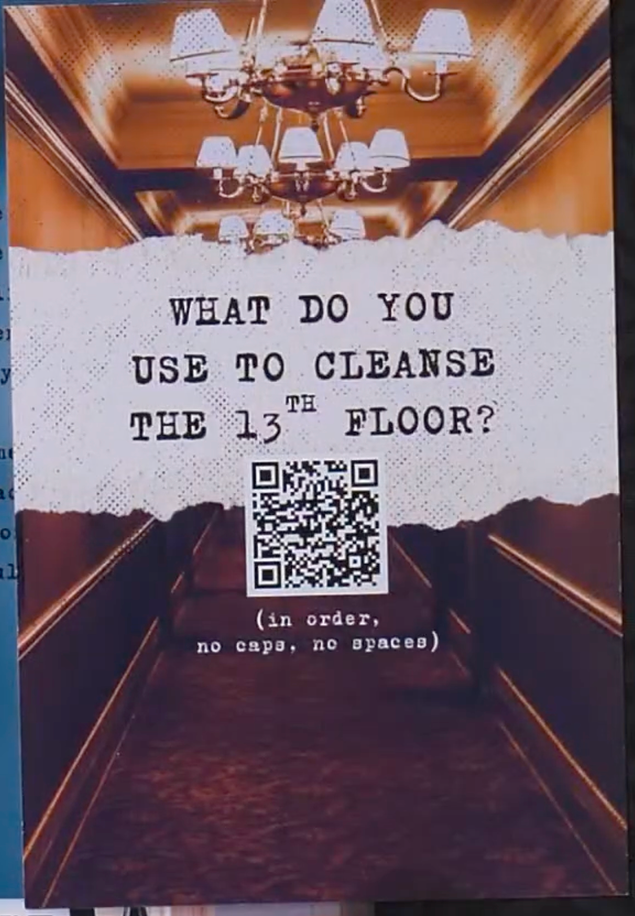 WHAT DO YOU
USE TO CLEANSE
THE 13TH FLOOR?
(in order,
no caps, no spaces)